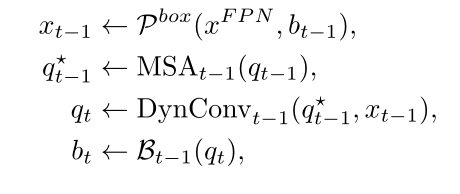 x_{t-1} ← 𝒫^{box}(x^{FPN}, b_{t-1}),
q^⋆_{t-1} ← MSA_{t-1}(q_{t-1}),
q_t ← DynConv_{t-1}(q^⋆_{t-1}, x_{t-1}),
b_t ← ℬ_{t-1}(q_t),